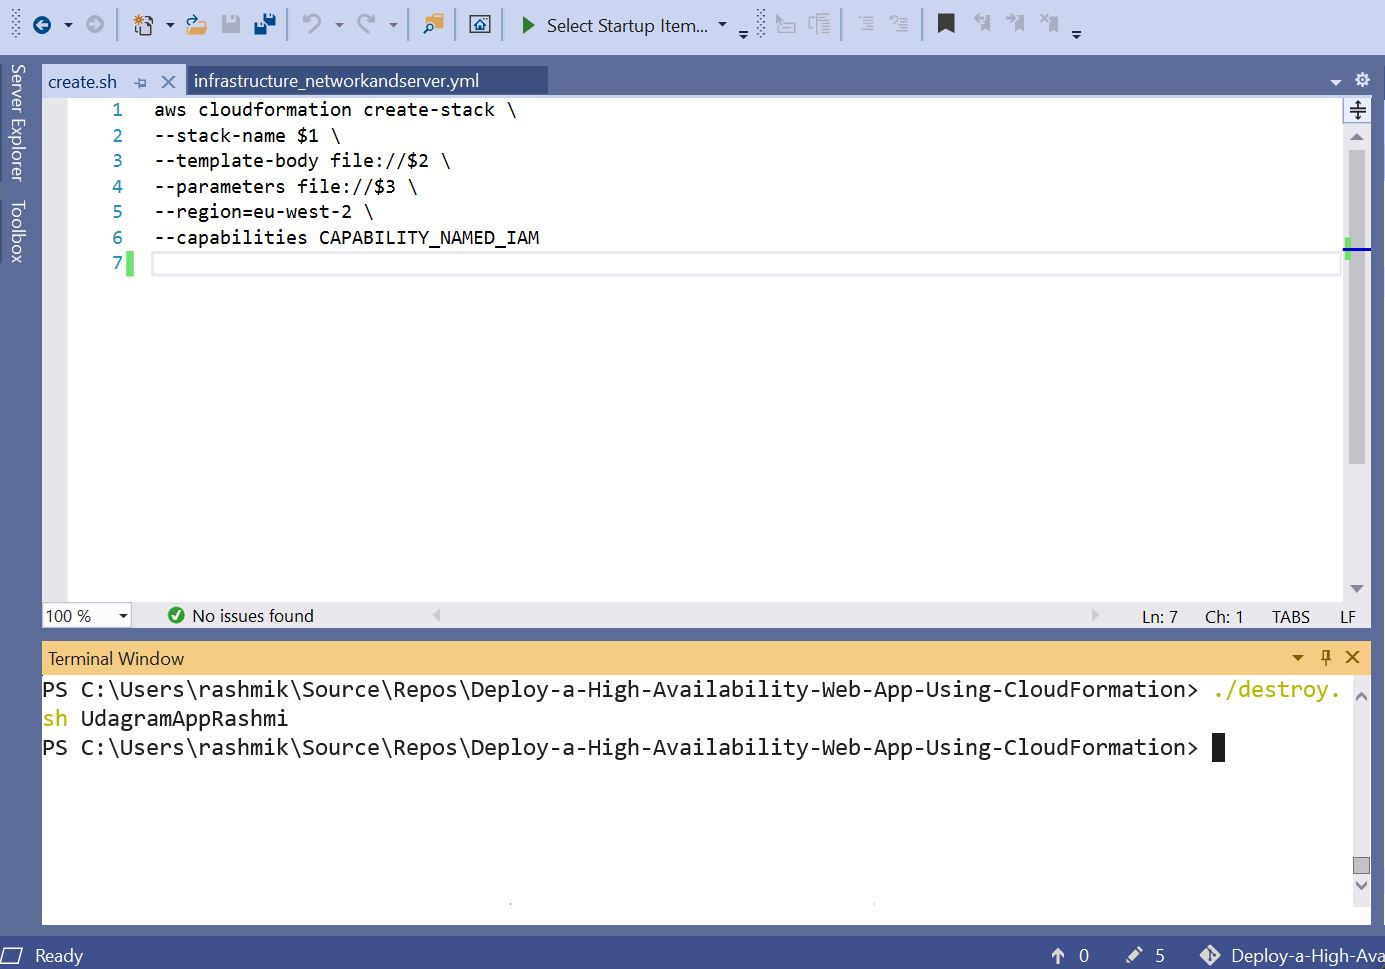 Select Startup Item...
Server Explorer
Toolbox
create.sh
infrastructure_networkandserver.yml
1 aws cloudformation create-stack \
2 --stack-name $1 \
3 --template-body file://$2 \
4 --parameters file://$3 \
5 --region=eu-west-2 \
6 --capabilities CAPABILITY_NAMED_IAM
7
100 % No issues found Ln: 7 Ch: 1 TABS LF
Terminal Window
PS C:\Users\rashmik\Source\Repos\Deploy-a-High-Availability-Web-App-Using-CloudFormation> ./destroy.
sh UdagramAppRashmi
PS C:\Users\rashmik\Source\Repos\Deploy-a-High-Availability-Web-App-Using-CloudFormation>
Ready 0 5 Deploy-a-High-Ava